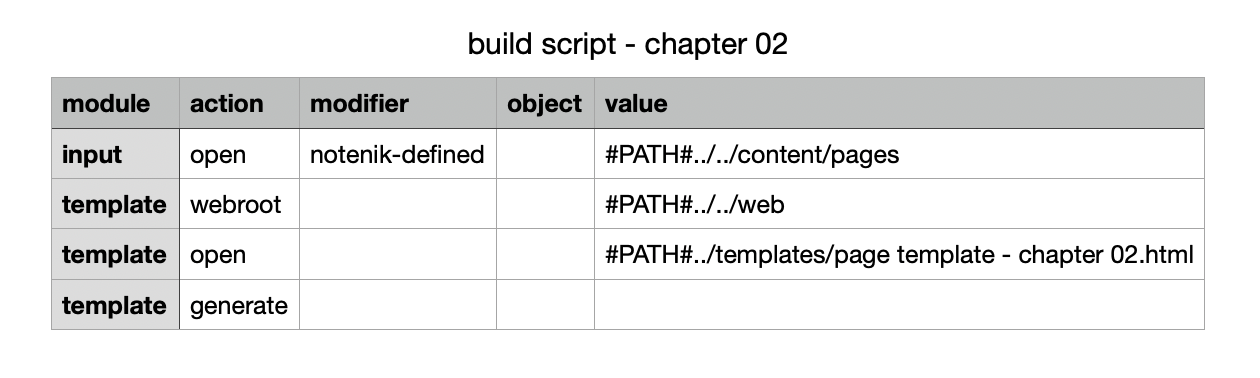 build script - chapter 02
module action modifier object value
input open notenik-defined #PATH#../../content/pages
template webroot #PATH#../../web
template open #PATH#../templates/page template - chapter 02.html
template generate